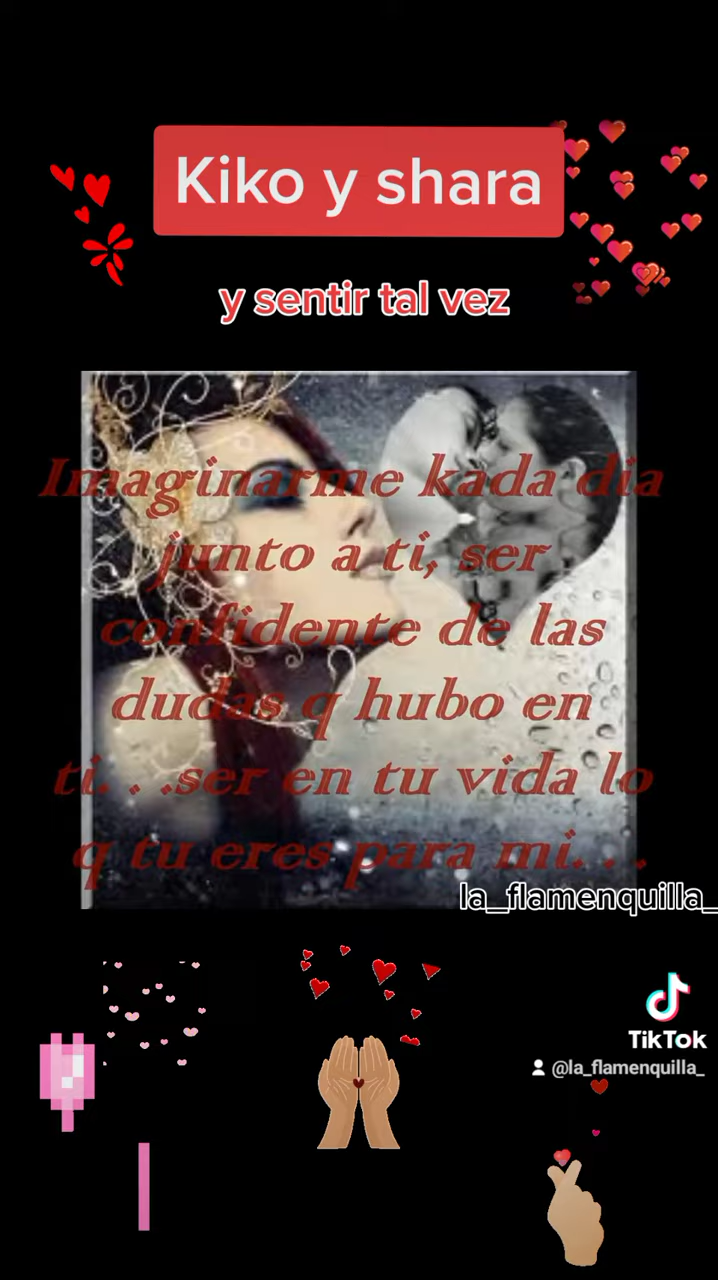 Kiko y shara
y sentir tal vez
Imaginarme kada dia
junto a ti, ser
confidente de las
dudas q hubo en
ti. . .ser en tu vida lo
q tu eres para mi. . .
la_flamenquilla_
TikTok
@la_flamenquilla_